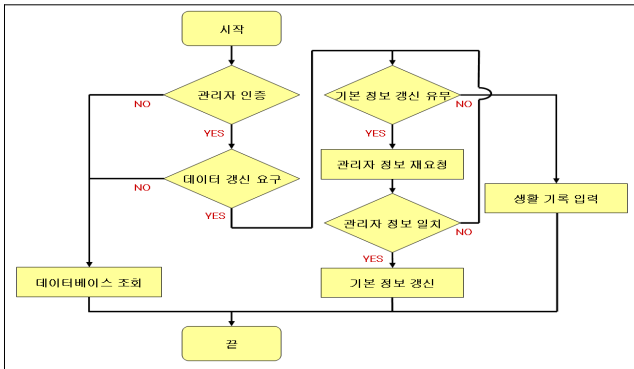 시작
관리자 인증
NO
YES
데이터 갱신 요구
NO
YES
데이터베이스 조회
기본 정보 갱신 유무
NO
YES
관리자 정보 재요청
관리자 정보 일치
NO
YES
기본 정보 갱신
생활 기록 입력
끝